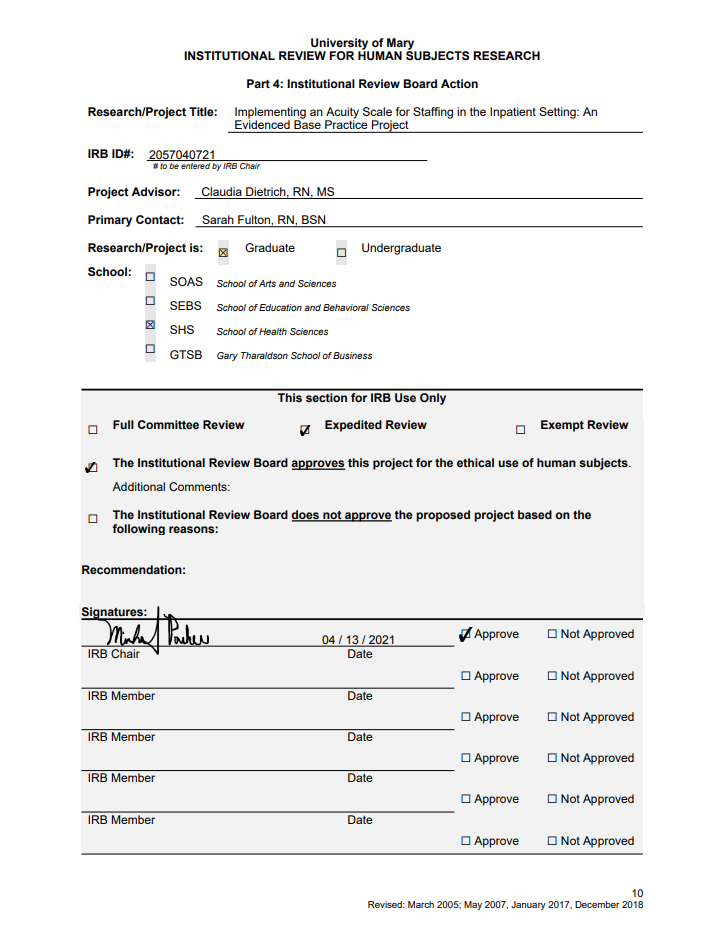 University of Mary
INSTITUTIONAL REVIEW FOR HUMAN SUBJECTS RESEARCH
Part 4: Institutional Review Board Action
Research/Project Title: Implementing an Acuity Scale for Staffing in the Inpatient Setting: An
Evidenced Base Practice Project
IRB ID#: 2057040721
# to be entered by IRB Chair
Project Advisor: Claudia Dietrich, RN, MS
Primary Contact: Sarah Fulton, RN, BSN
Research/Project is: ☒ Graduate ☐ Undergraduate
School:
☐ SOAS School of Arts and Sciences
☐ SEBS School of Education and Behavioral Sciences
☒ SHS School of Health Sciences
☐ GTSB Gary Tharaldson School of Business
This section for IRB Use Only
☐ Full Committee Review ☑ Expedited Review ☐ Exempt Review
☑ The Institutional Review Board approves this project for the ethical use of human subjects.
Additional Comments:
☐ The Institutional Review Board does not approve the proposed project based on the
following reasons:
Recommendation:
Signatures:
04 / 13 / 2021 ☑ Approve ☐ Not Approved
IRB Chair Date
☐ Approve ☐ Not Approved
IRB Member Date
☐ Approve ☐ Not Approved
IRB Member Date
☐ Approve ☐ Not Approved
IRB Member Date
☐ Approve ☐ Not Approved
IRB Member Date
☐ Approve ☐ Not Approved
10
Revised: March 2005; May 2007, January 2017, December 2018